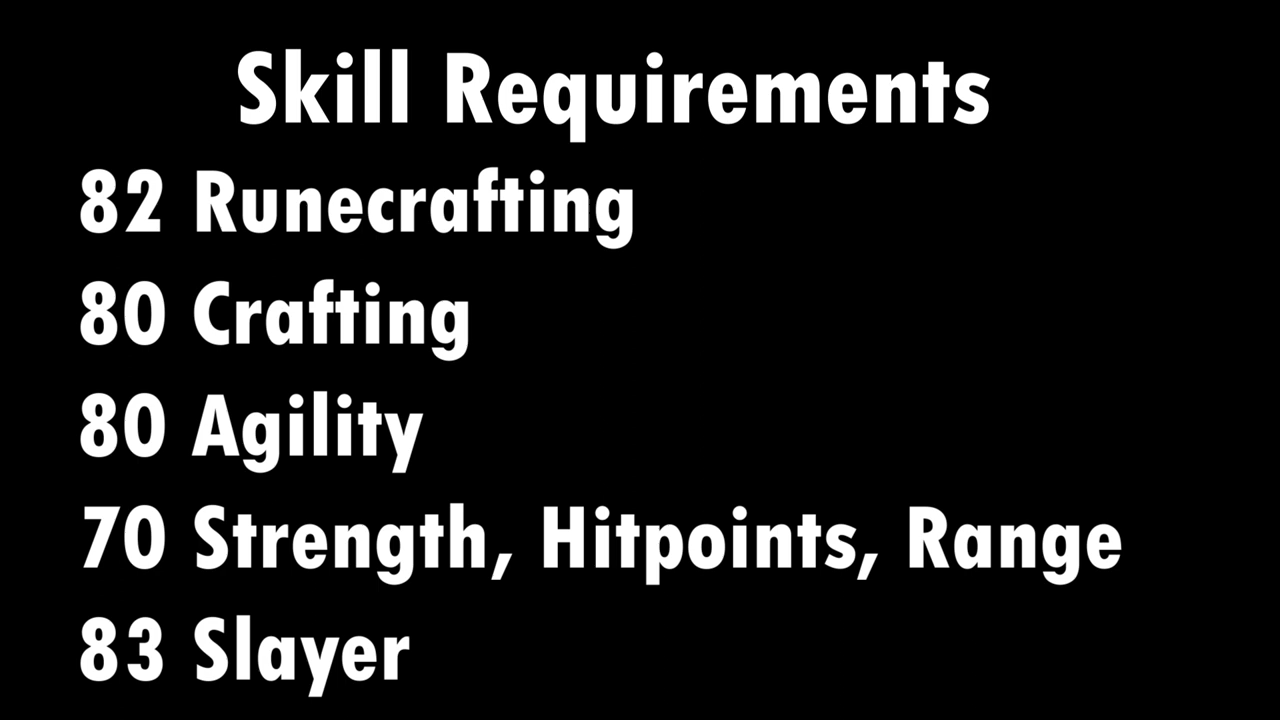 Skill Requirements
82 Runecrafting
80 Crafting
80 Agility
70 Strength, Hitpoints, Range
83 Slayer